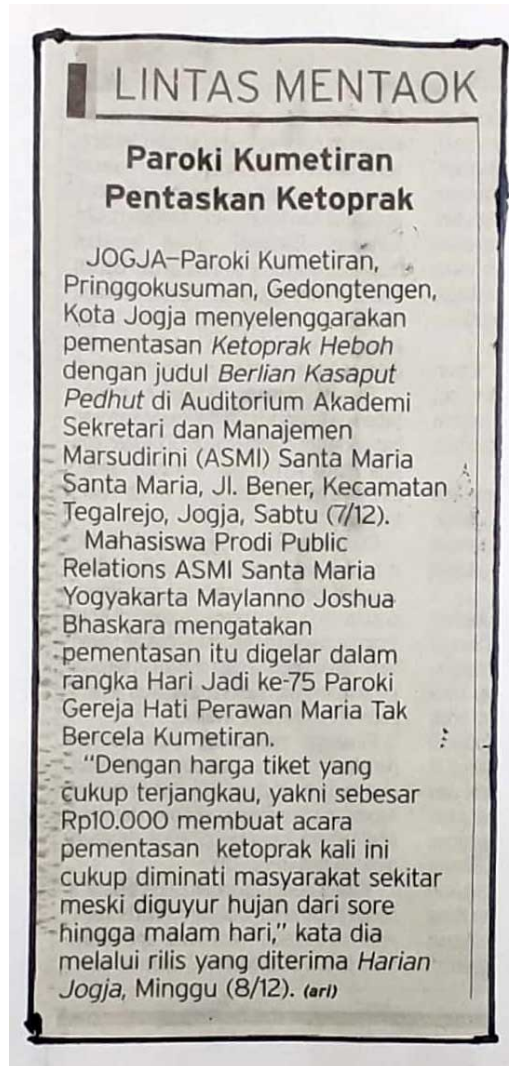 LINTAS MENTAOK
Paroki Kumetiran
Pentaskan Ketoprak
JOGJA–Paroki Kumetiran,
Pringgokusuman, Gedongtengen,
Kota Jogja menyelenggarakan
pementasan Ketoprak Heboh
dengan judul Berlian Kasaput
Pedhut di Auditorium Akademi
Sekretari dan Manajemen
Marsudirini (ASMI) Santa Maria
Santa Maria, Jl. Bener, Kecamatan
Tegalrejo, Jogja, Sabtu (7/12).
Mahasiswa Prodi Public
Relations ASMI Santa Maria
Yogyakarta Maylanno Joshua
Bhaskara mengatakan
pementasan itu digelar dalam
rangka Hari Jadi ke-75 Paroki
Gereja Hati Perawan Maria Tak
Bercela Kumetiran.
“Dengan harga tiket yang
cukup terjangkau, yakni sebesar
Rp10.000 membuat acara
pementasan ketoprak kali ini
cukup diminati masyarakat sekitar
meski diguyur hujan dari sore
hingga malam hari,” kata dia
melalui rilis yang diterima Harian
Jogja, Minggu (8/12). (ari)